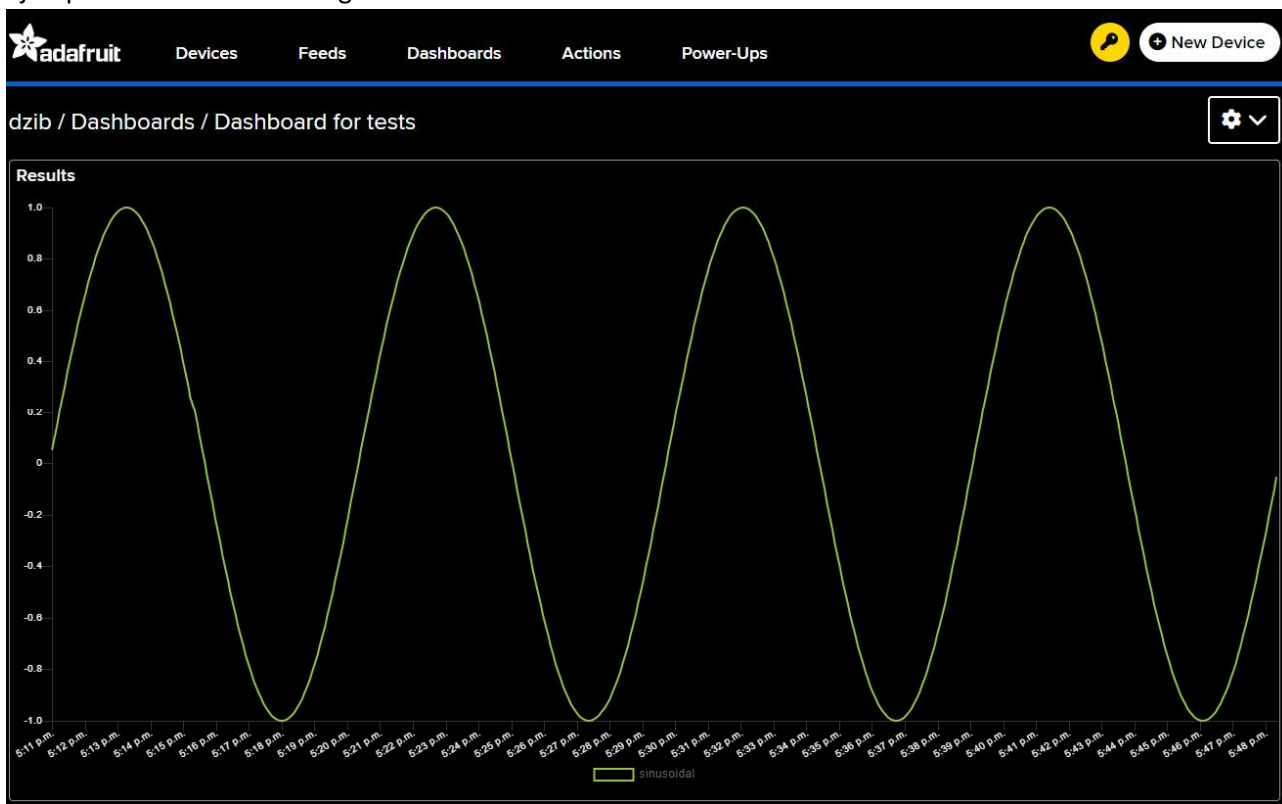 adafruit Devices Feeds Dashboards Actions Power-Ups New Device
dzib / Dashboards / Dashboard for tests
Results
1.0
0.8
0.6
0.4
0.2
0
-0.2
-0.4
-0.6
-0.8
-1.0
5:11 p.m. 5:12 p.m. 5:13 p.m. 5:14 p.m. 5:15 p.m. 5:16 p.m. 5:17 p.m. 5:18 p.m. 5:19 p.m. 5:20 p.m. 5:21 p.m. 5:22 p.m. 5:23 p.m. 5:24 p.m. 5:25 p.m. 5:26 p.m. 5:27 p.m. 5:28 p.m. 5:29 p.m. 5:30 p.m. 5:31 p.m. 5:32 p.m. 5:33 p.m. 5:34 p.m. 5:35 p.m. 5:36 p.m. 5:37 p.m. 5:38 p.m. 5:39 p.m. 5:40 p.m. 5:41 p.m. 5:42 p.m. 5:43 p.m. 5:44 p.m. 5:45 p.m. 5:46 p.m. 5:47 p.m. 5:48 p.m.
sinusoidal